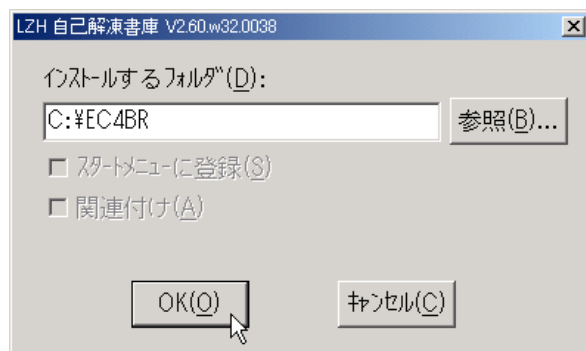 LZH 自己解凍書庫 V2.60.w32.0038
ｲﾝｽﾄｰﾙするﾌｫﾙﾀﾞ(D):
C:¥EC4BR
参照(B)...
ｽﾀｰﾄﾒﾆｭｰに登録(S)
関連付け(A)
OK(O)
ｷｬﾝｾﾙ(C)